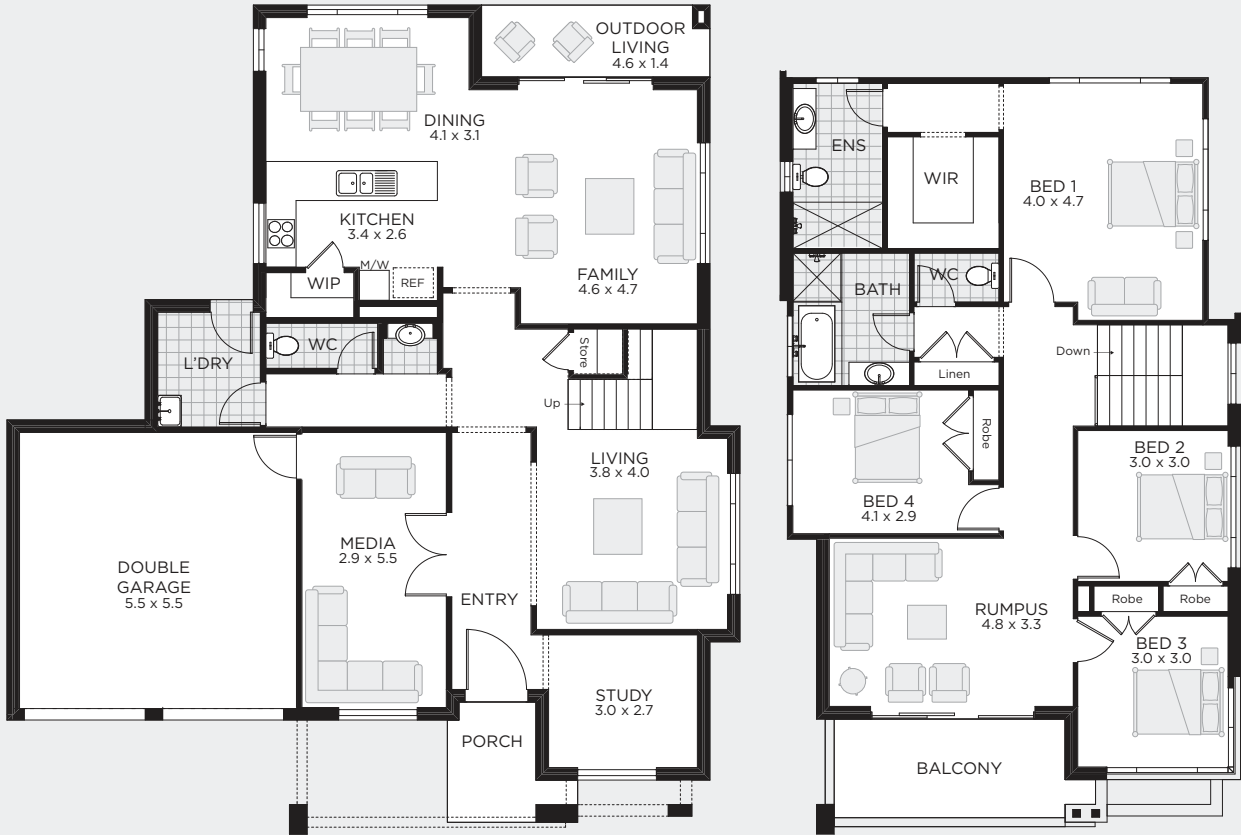 OUTDOOR
LIVING
4.6 x 1.4
DINING
4.1 x 3.1
KITCHEN
3.4 x 2.6
M/W
REF
WIP
FAMILY
4.6 x 4.7
L'DRY
WC
Store
Up
LIVING
3.8 x 4.0
MEDIA
2.9 x 5.5
DOUBLE
GARAGE
5.5 x 5.5
ENTRY
STUDY
3.0 x 2.7
PORCH
ENS
WIR
BED 1
4.0 x 4.7
BATH
WC
Linen
Down
Robe
BED 4
4.1 x 2.9
BED 2
3.0 x 3.0
Robe
Robe
RUMPUS
4.8 x 3.3
BED 3
3.0 x 3.0
BALCONY